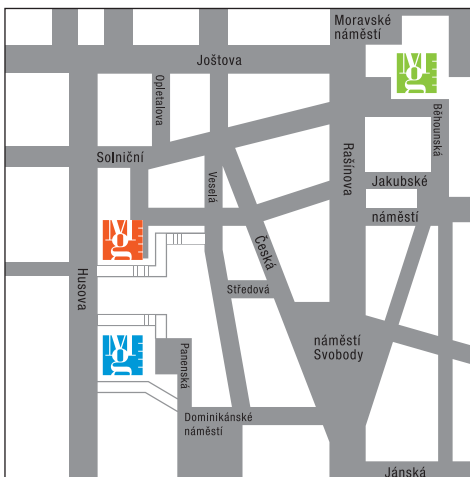 Moravské
náměstí
Joštova
Opletalova
Běhounská
Solniční
Rašínova
Veselá
Jakubské
náměstí
Česká
Husova
Středová
náměstí
Svobody
Panenská
Dominikánské
náměstí
Jánská